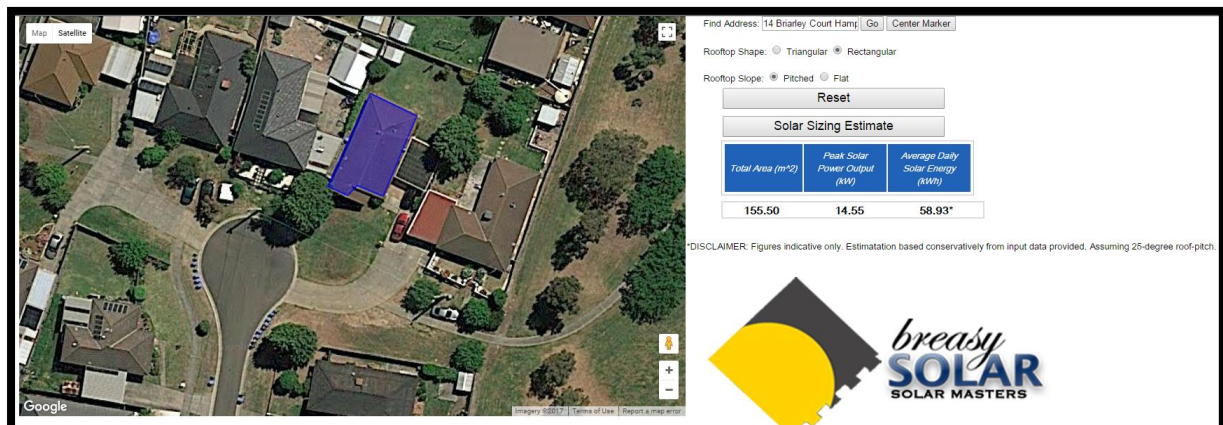 Map Satellite
Find Address: 14 Briarley Court Hamp Go Center Marker
Rooftop Shape: Triangular Rectangular
Rooftop Slope: Pitched Flat
Reset
Solar Sizing Estimate
Total Area (m^2)
Peak Solar
Power Output
(kW)
Average Daily
Solar Energy
(kWh)
155.50 14.55 58.93*
*DISCLAIMER: Figures indicative only. Estimatation based conservatively from input data provided. Assuming 25-degree roof-pitch.
breasy
SOLAR
SOLAR MASTERS
+
−
Google
Imagery ©2017 Terms of Use Report a map error